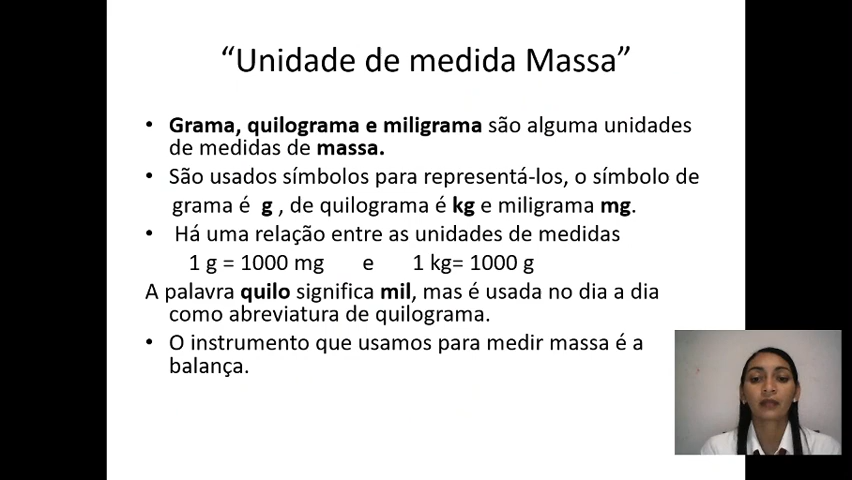 “Unidade de medida Massa”
• Grama, quilograma e miligrama são alguma unidades
de medidas de massa.
• São usados símbolos para representá-los, o símbolo de
grama é g , de quilograma é kg e miligrama mg.
• Há uma relação entre as unidades de medidas
1 g = 1000 mg e 1 kg= 1000 g
A palavra quilo significa mil, mas é usada no dia a dia
como abreviatura de quilograma.
• O instrumento que usamos para medir massa é a
balança.